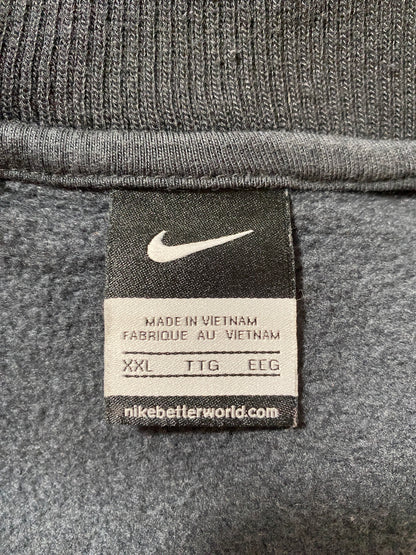 MADE IN VIETNAM
FABRIQUE AU VIETNAM
XXL TTG EEG
nikebetterworld.com